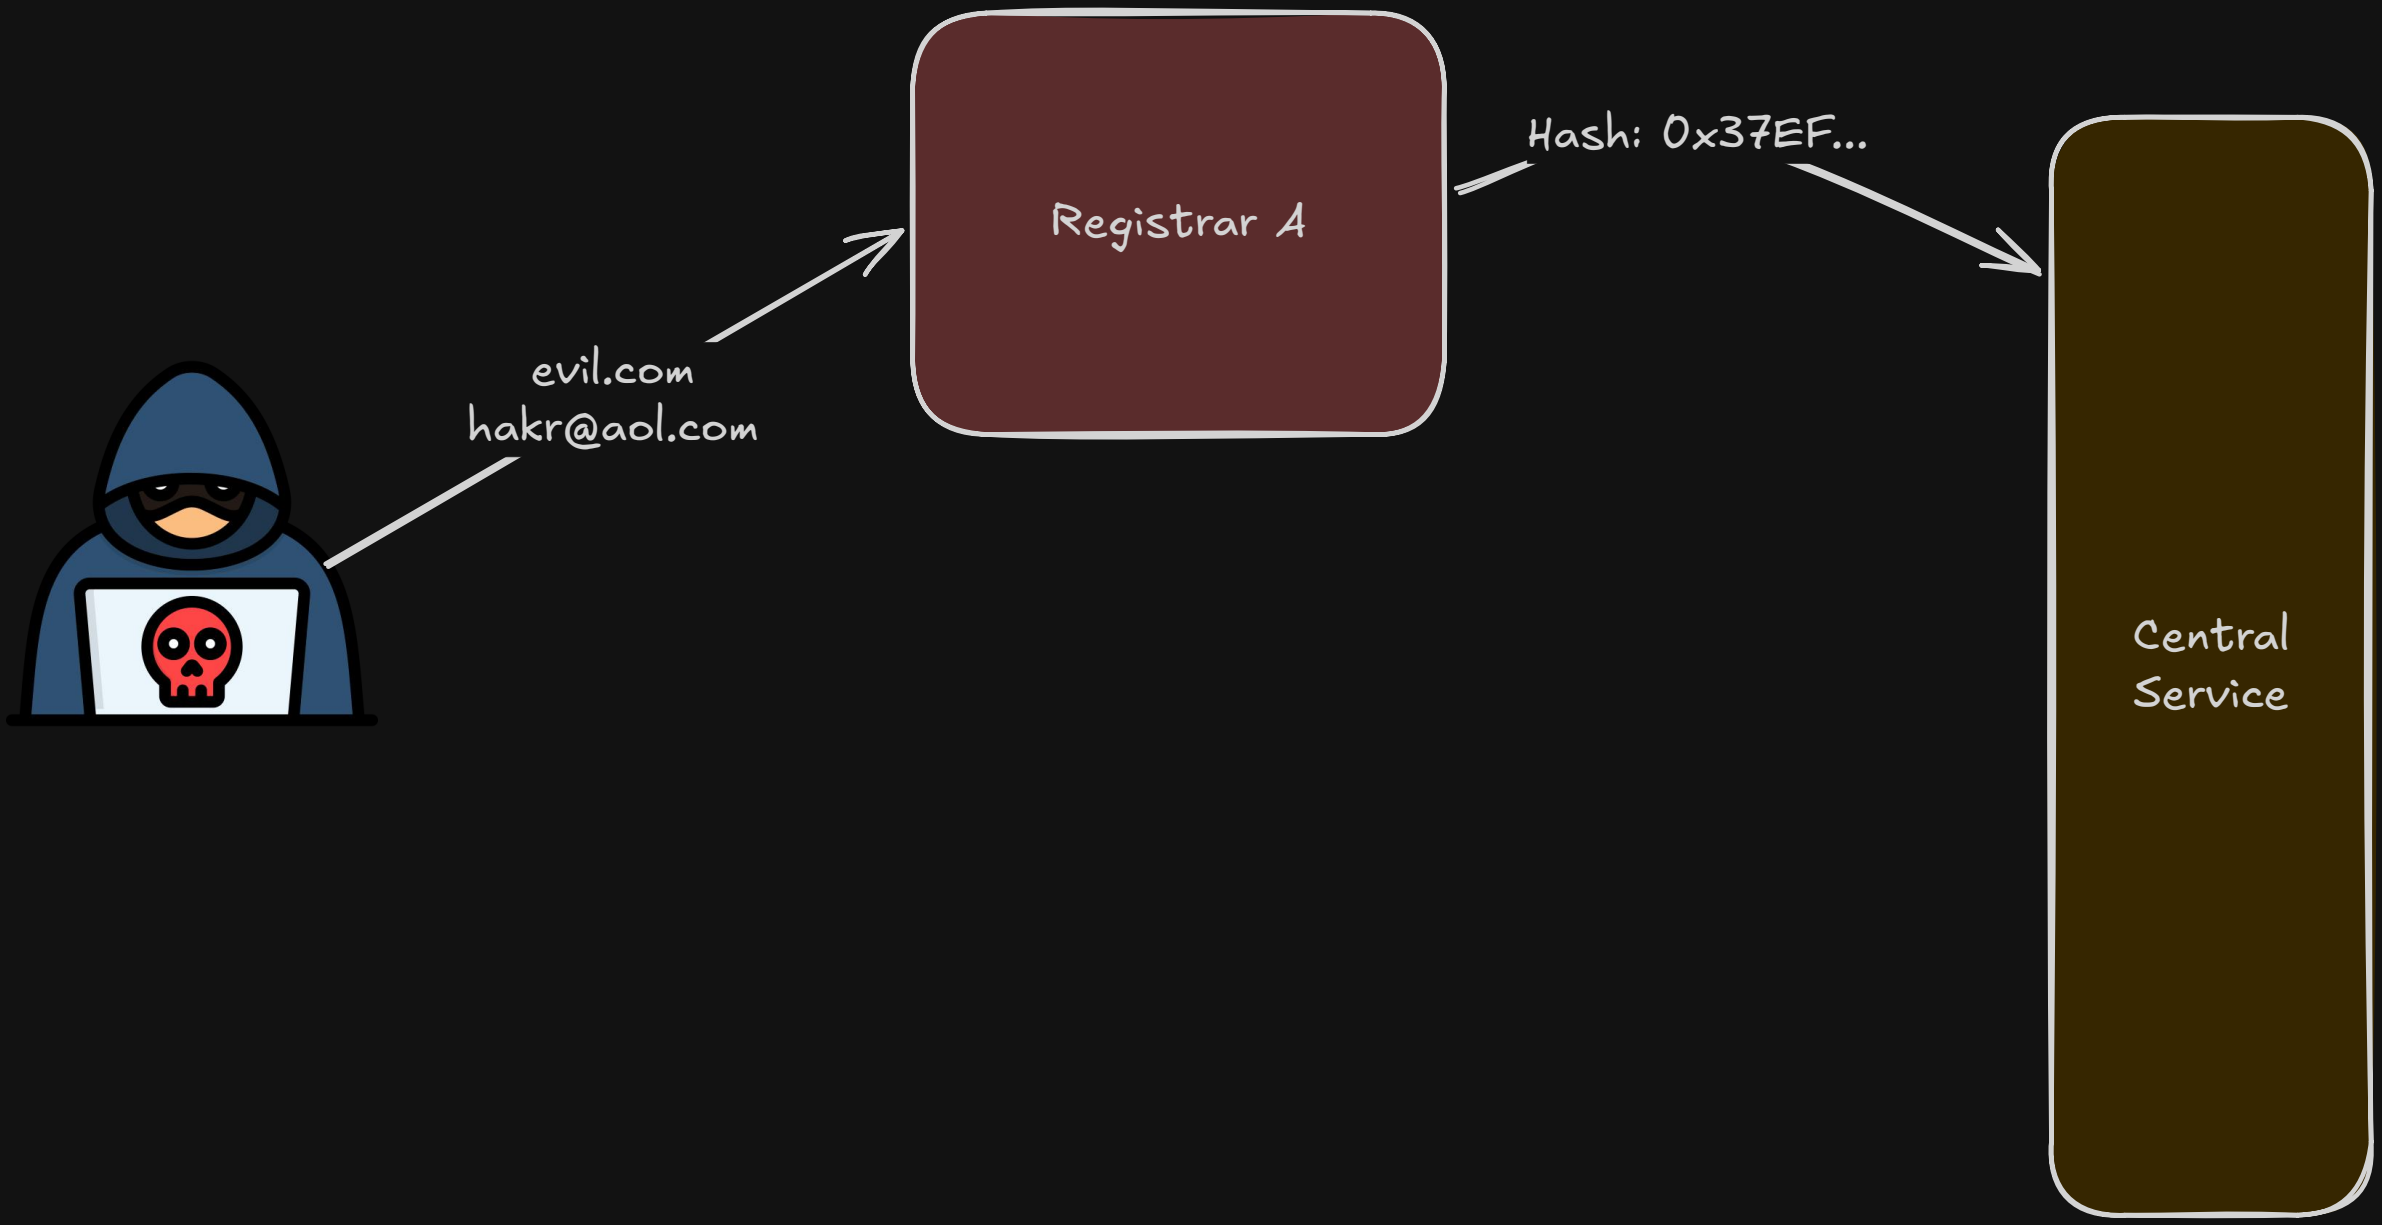 evil.com
hakr@aol.com
Registrar A
Hash: 0x37EF...
Central
Service